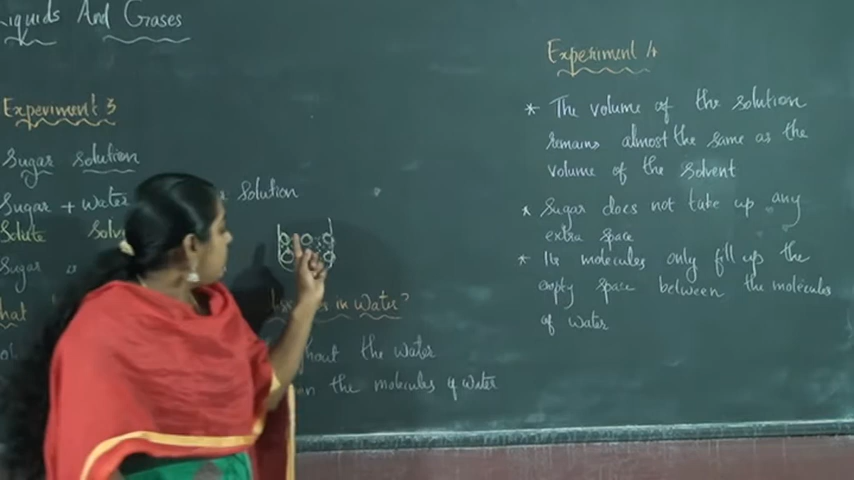 Liquids And Gases
Experiment 3
Sugar solution
Sugar + water solution
Solute Solv
Sugar
hat in Water?
ghout the water
the molecules of water
Experiment 4
* The volume of the solution
remains almost the same as the
volume of the solvent
* Sugar does not take up any
extra space
* Its molecules only fill up the
empty space between the molecules
of water